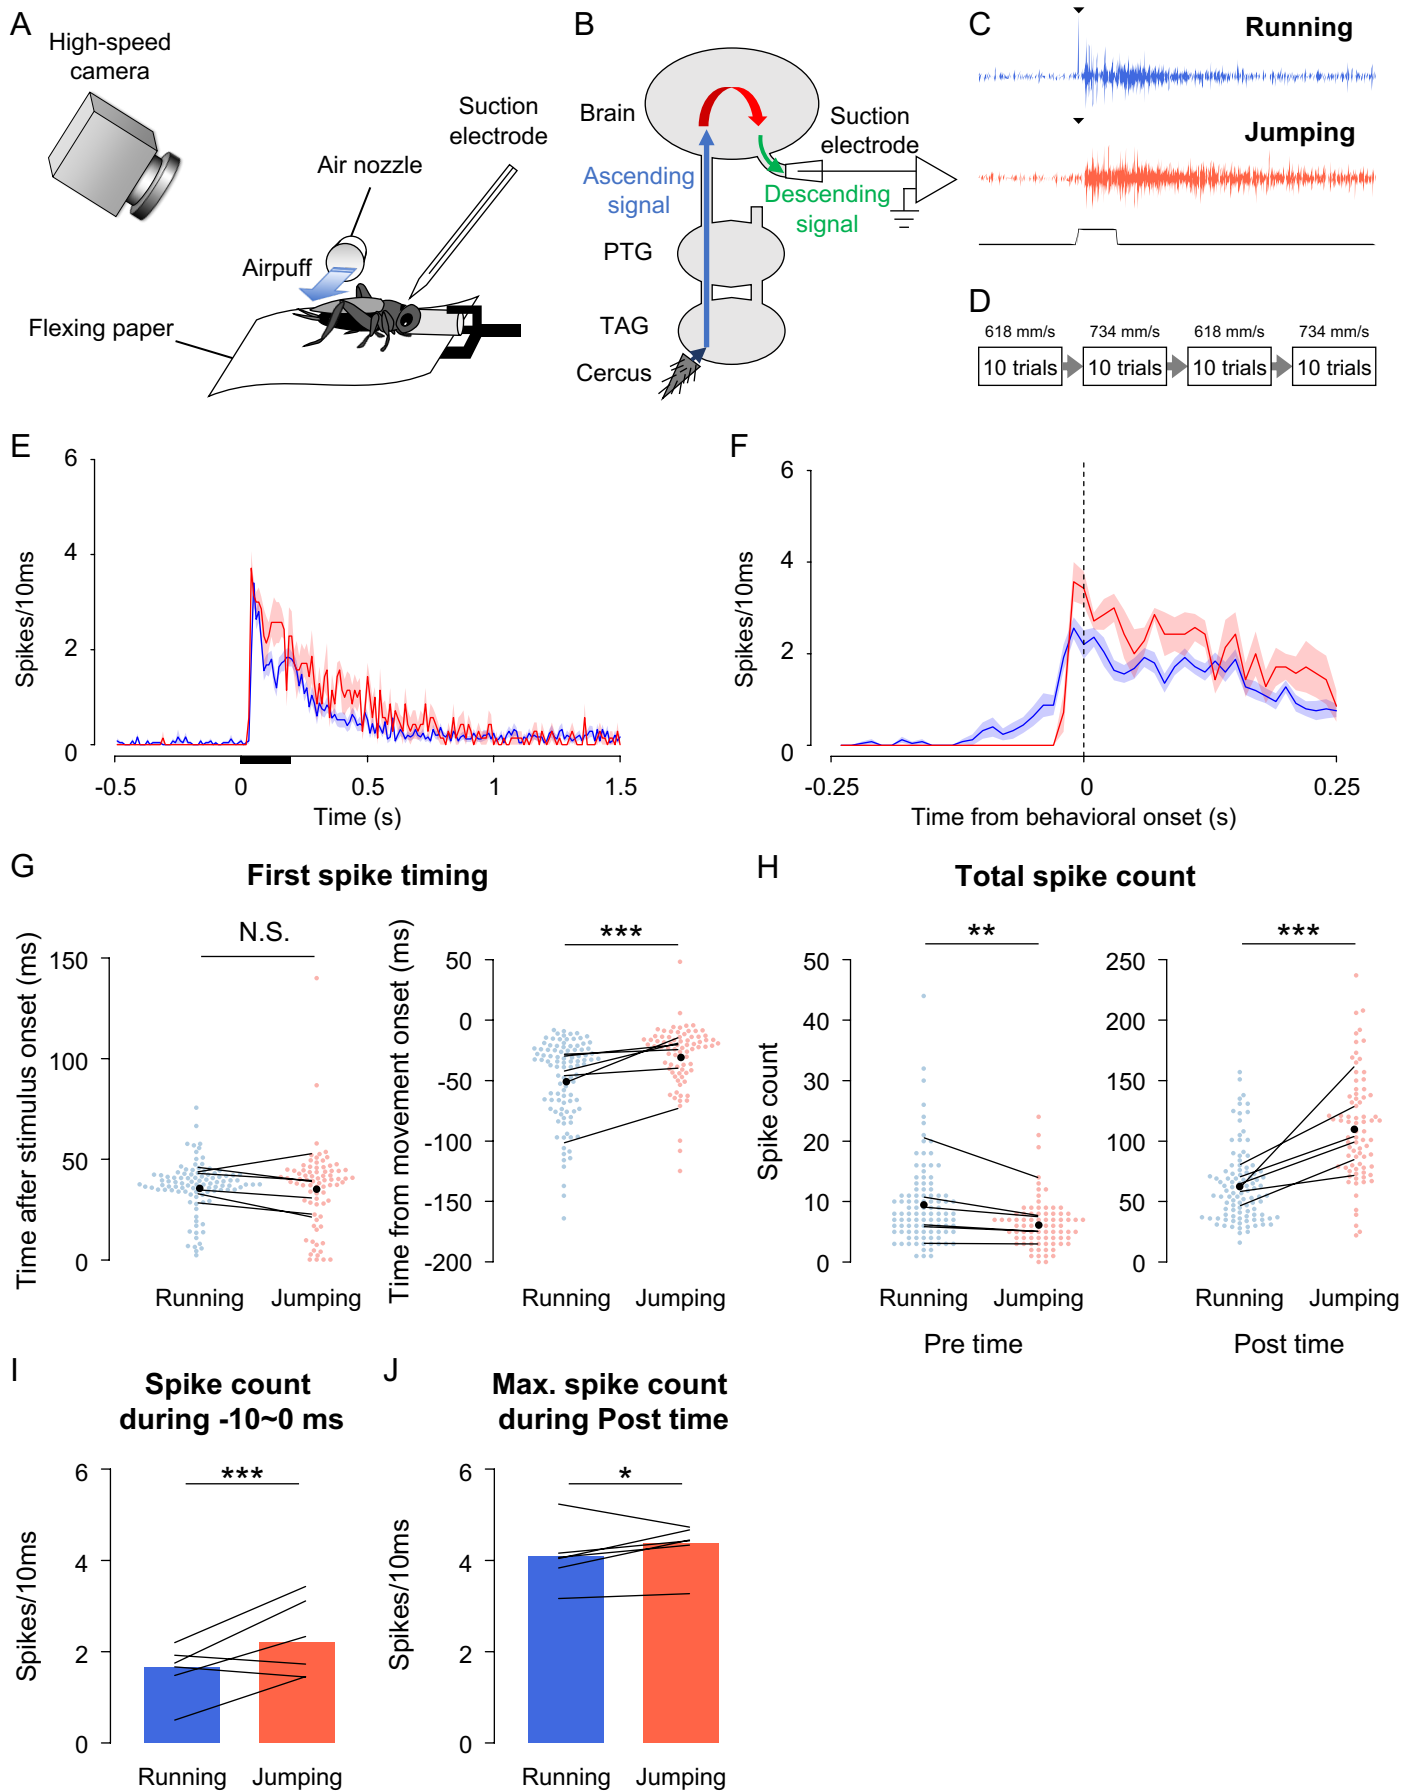 A
High-speed
camera
Suction
electrode
Air nozzle
Airpuff
Flexing paper
B
Brain
Suction
electrode
Ascending
signal
Descending
signal
PTG
TAG
Cercus
C
Running
Jumping
D
618 mm/s 734 mm/s 618 mm/s 734 mm/s
10 trials 10 trials 10 trials 10 trials
E
6
4
2
0
Spikes/10ms
-0.5 0 0.5 1 1.5
Time (s)
F
6
4
2
0
Spikes/10ms
-0.25 0 0.25
Time from behavioral onset (s)
G
First spike timing
N.S.
150
100
50
0
Time after stimulus onset (ms)
Running Jumping
***
50
0
-50
-100
-150
-200
Time from movement onset (ms)
Running Jumping
H
Total spike count
**
50
40
30
20
10
0
Spike count
Running Jumping
Pre time
***
250
200
150
100
50
0
Running Jumping
Post time
I
Spike count
during -10~0 ms
***
6
4
2
0
Spikes/10ms
Running Jumping
J
Max. spike count
during Post time
*
6
4
2
0
Spikes/10ms
Running Jumping